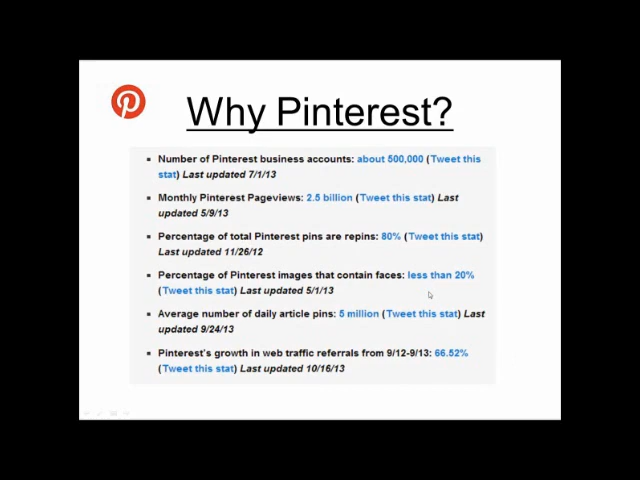 Why Pinterest?
Number of Pinterest business accounts: about 500,000 (Tweet this
stat) Last updated 7/1/13
Monthly Pinterest Pageviews: 2.5 billion (Tweet this stat) Last
updated 5/9/13
Percentage of total Pinterest pins are repins: 80% (Tweet this stat)
Last updated 11/26/12
Percentage of Pinterest images that contain faces: less than 20%
(Tweet this stat) Last updated 5/1/13
Average number of daily article pins: 5 million (Tweet this stat) Last
updated 9/24/13
Pinterest's growth in web traffic referrals from 9/12-9/13: 66.52%
(Tweet this stat) Last updated 10/16/13